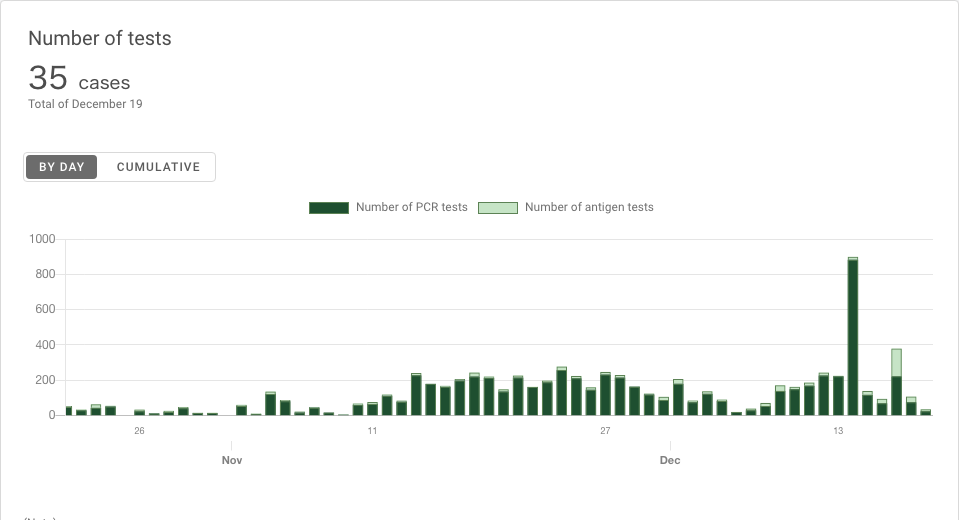 Number of tests
35 cases
Total of December 19
BY DAY CUMULATIVE
Number of PCR tests Number of antigen tests
1000
800
600
400
200
0
26 11 27 13
Nov Dec